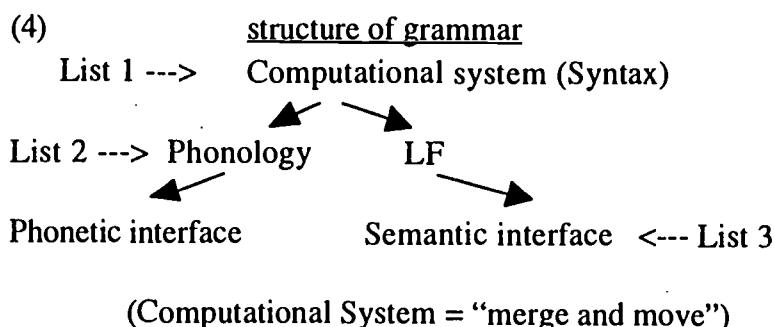 (4) structure of grammar
List 1 ---> Computational system (Syntax)
List 2 ---> Phonology LF
Phonetic interface Semantic interface <--- List 3
(Computational System = “merge and move”)